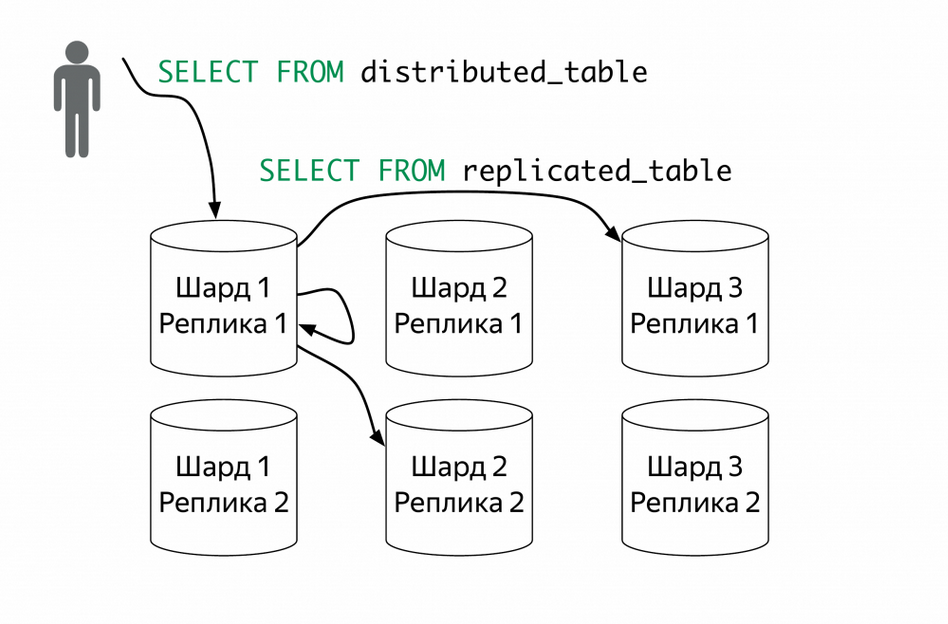 SELECT FROM distributed_table
SELECT FROM replicated_table
Шард 1
Реплика 1
Шард 2
Реплика 1
Шард 3
Реплика 1
Шард 1
Реплика 2
Шард 2
Реплика 2
Шард 3
Реплика 2